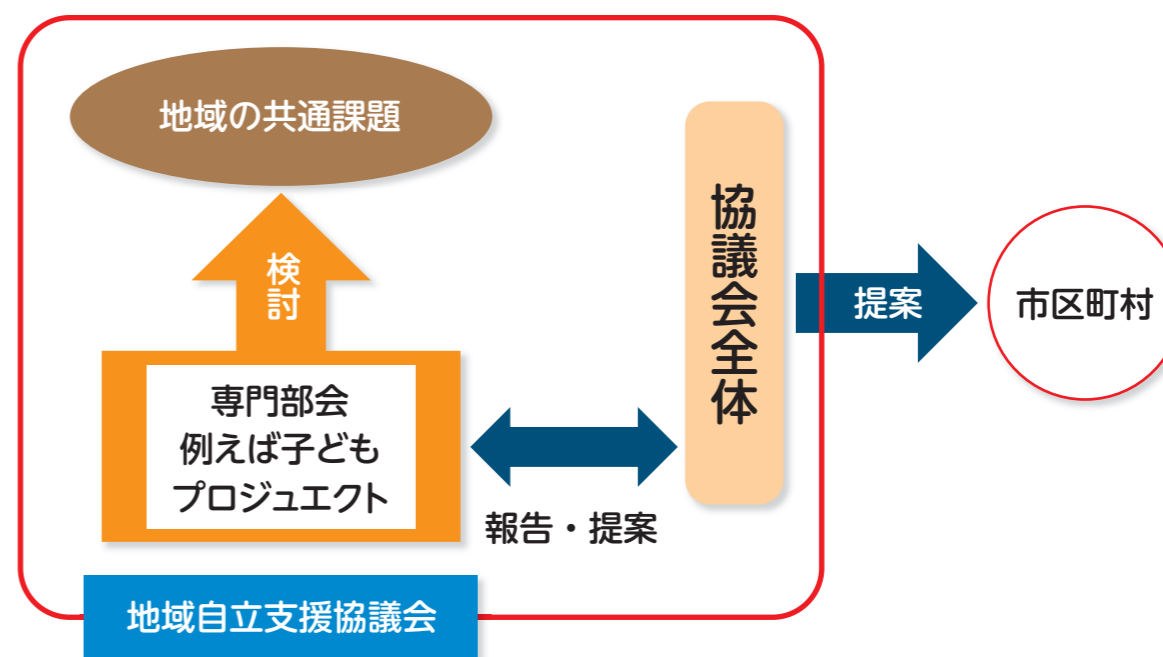 地域の共通課題
検討
専門部会
例えば子ども
プロジュエクト
報告・提案
協議会全体
提案
市区町村
地域自立支援協議会